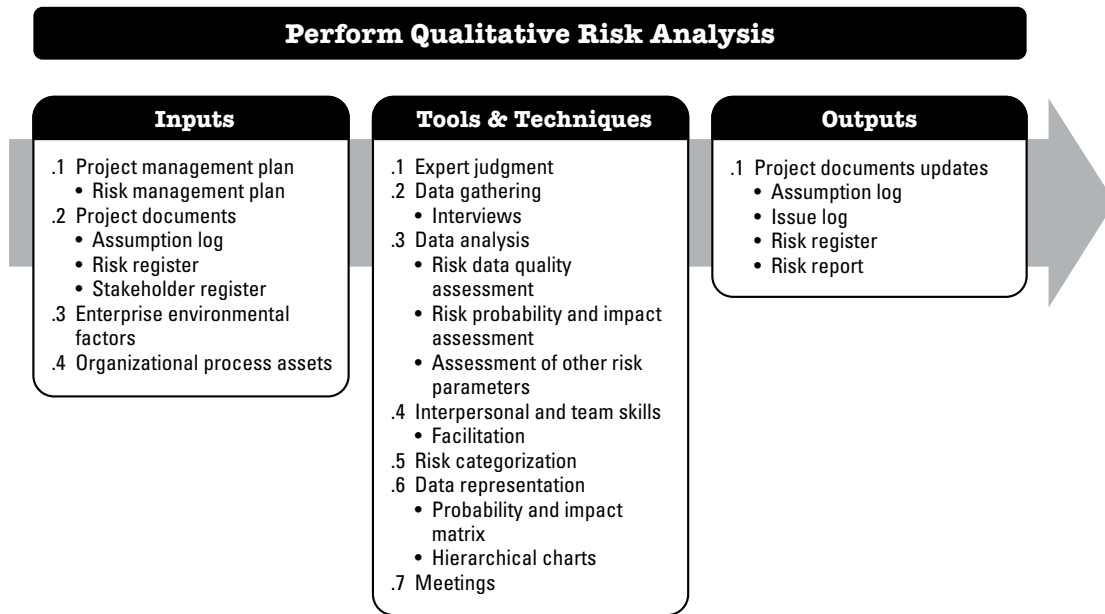 Perform Qualitative Risk Analysis
Inputs
.1 Project management plan
• Risk management plan
.2 Project documents
• Assumption log
• Risk register
• Stakeholder register
.3 Enterprise environmental
factors
.4 Organizational process assets
Tools & Techniques
.1 Expert judgment
.2 Data gathering
• Interviews
.3 Data analysis
• Risk data quality
assessment
• Risk probability and impact
assessment
• Assessment of other risk
parameters
.4 Interpersonal and team skills
• Facilitation
.5 Risk categorization
.6 Data representation
• Probability and impact
matrix
• Hierarchical charts
.7 Meetings
Outputs
.1 Project documents updates
• Assumption log
• Issue log
• Risk register
• Risk report